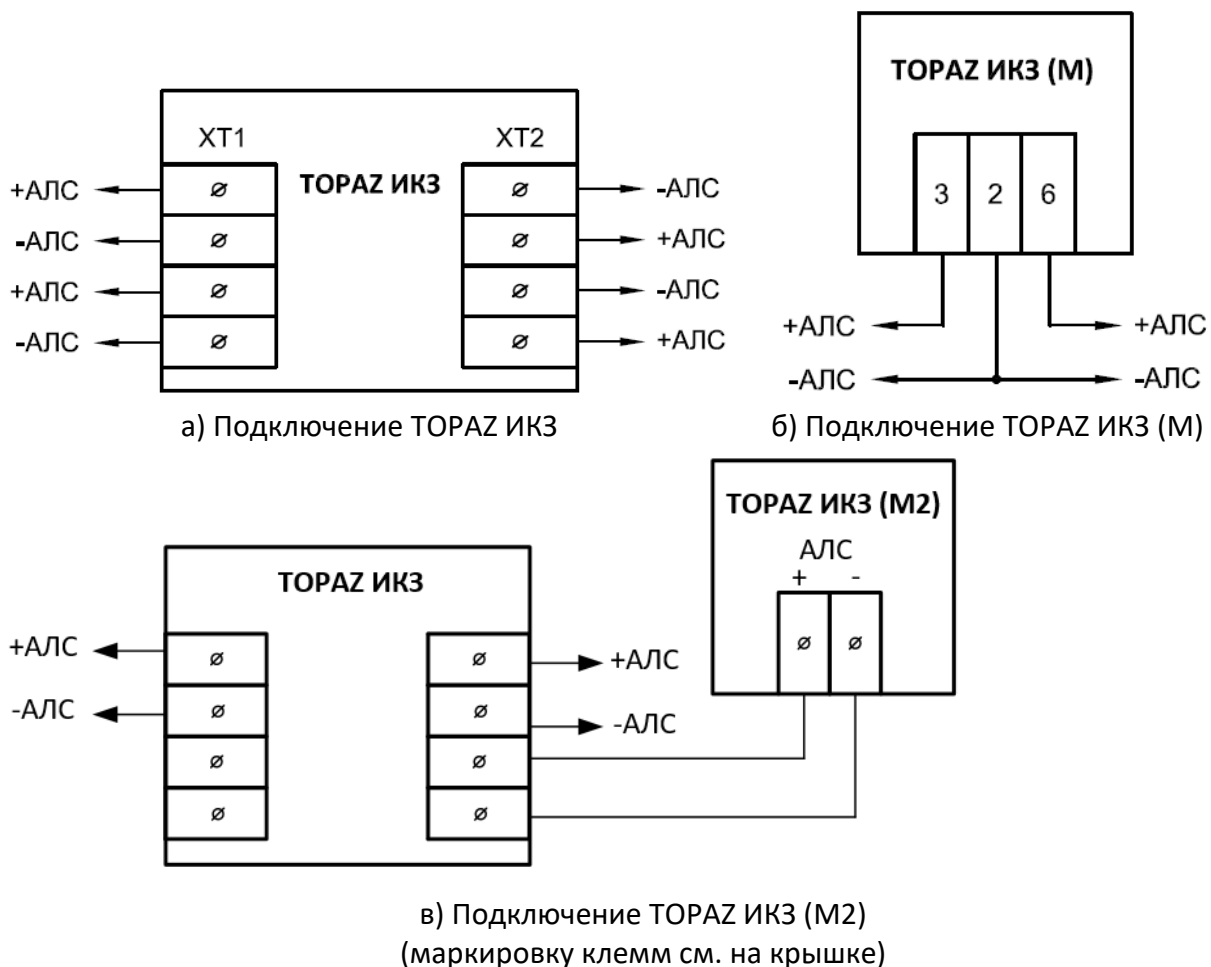 XT1
XT2
TOPAZ ИКЗ
+АЛС
-АЛС
+АЛС
-АЛС
-АЛС
+АЛС
-АЛС
+АЛС
а) Подключение TOPAZ ИКЗ
TOPAZ ИКЗ (М)
3 2 6
+АЛС
+АЛС
-АЛС
-АЛС
б) Подключение TOPAZ ИКЗ (М)
TOPAZ ИКЗ
+АЛС
-АЛС
+АЛС
-АЛС
TOPAZ ИКЗ (М2)
АЛС
+ -
в) Подключение TOPAZ ИКЗ (М2)
(маркировку клемм см. на крышке)